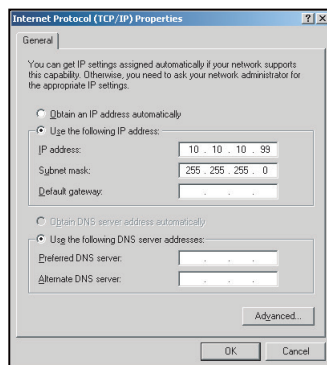 Internet Protocol (TCP/IP) Properties ? X
General
You can get IP settings assigned automatically if your network supports
this capability. Otherwise, you need to ask your network administrator for
the appropriate IP settings.
Obtain an IP address automatically
Use the following IP address:
IP address: 10 . 10 . 10 . 99
Subnet mask: 255 . 255 . 255 . 0
Default gateway: . . .
Obtain DNS server address automatically
Use the following DNS server addresses:
Preferred DNS server: . . .
Alternate DNS server: . . .
Advanced...
OK Cancel